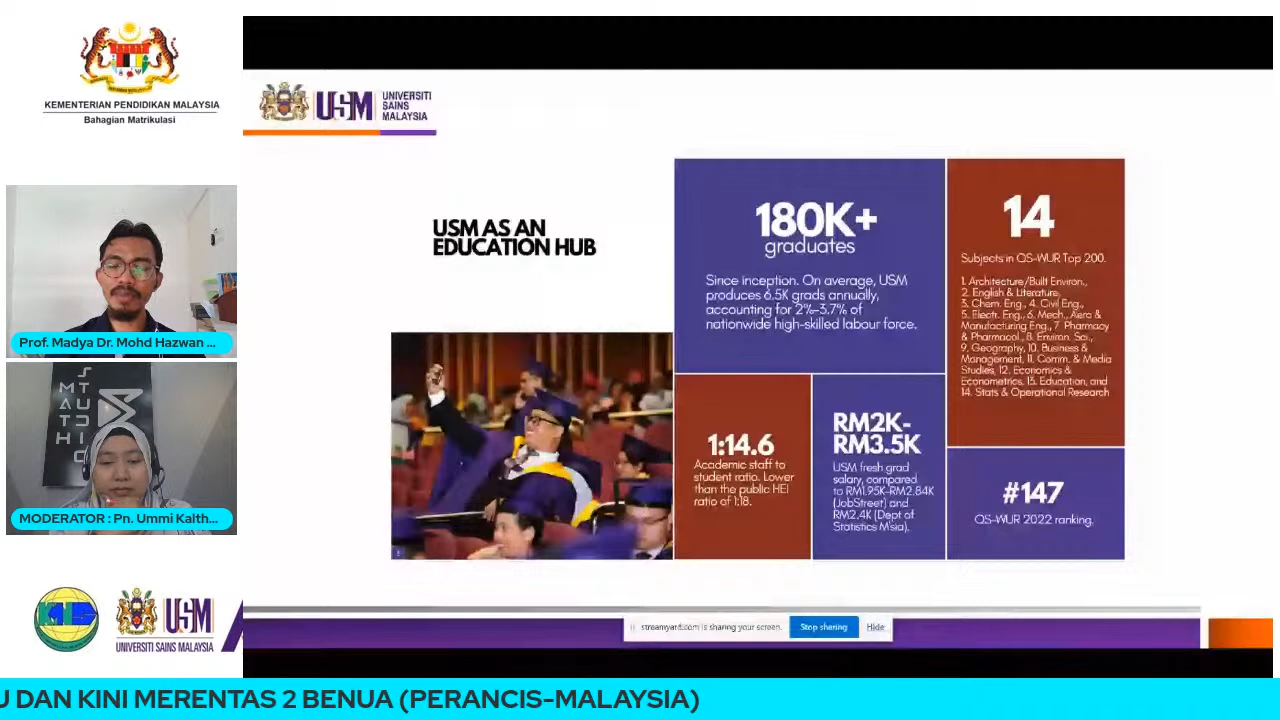 KEMENTERIAN PENDIDIKAN MALAYSIA
Bahagian Matrikulasi
Prof. Madya Dr. Mohd Hazwan ...
MATH
STUDIO
MODERATOR : Pn. Ummi Kalth...
USM
UNIVERSITI SAINS MALAYSIA
USM
UNIVERSITI
SAINS
MALAYSIA
USM AS AN
EDUCATION HUB
180K+
graduates
Since inception. On average, USM
produces 6.5K grads annually,
accounting for 2%-3.7% of
nationwide high-skilled labour force.
14
Subjects in QS-WUR Top 200.
1. Architecture/Built Environ.,
2. English & Literature,
3. Chem. Eng., 4. Civil Eng.,
5. Electr. Eng., 6. Mech., Aero &
Manufacturing Eng., 7. Pharmacy
& Pharmacol., 8. Environ. Sci.,
9. Geography, 10. Business &
Management, 11. Comm. & Media
Studies, 12. Economics &
Econometrics, 13. Education, and
14. Stats & Operational Research
1:14.6
Academic staff to
student ratio. Lower
than the public HEI
ratio of 1:18.
RM2K-
RM3.5K
USM fresh grad
salary, compared
to RM1.95K-RM2.84K
(JobStreet) and
RM2.4K (Dept of
Statistics M'sia).
#147
QS-WUR 2022 ranking.
streamyard.com is sharing your screen.
Stop sharing
Hide
U DAN KINI MERENTAS 2 BENUA (PERANCIS-MALAYSIA)